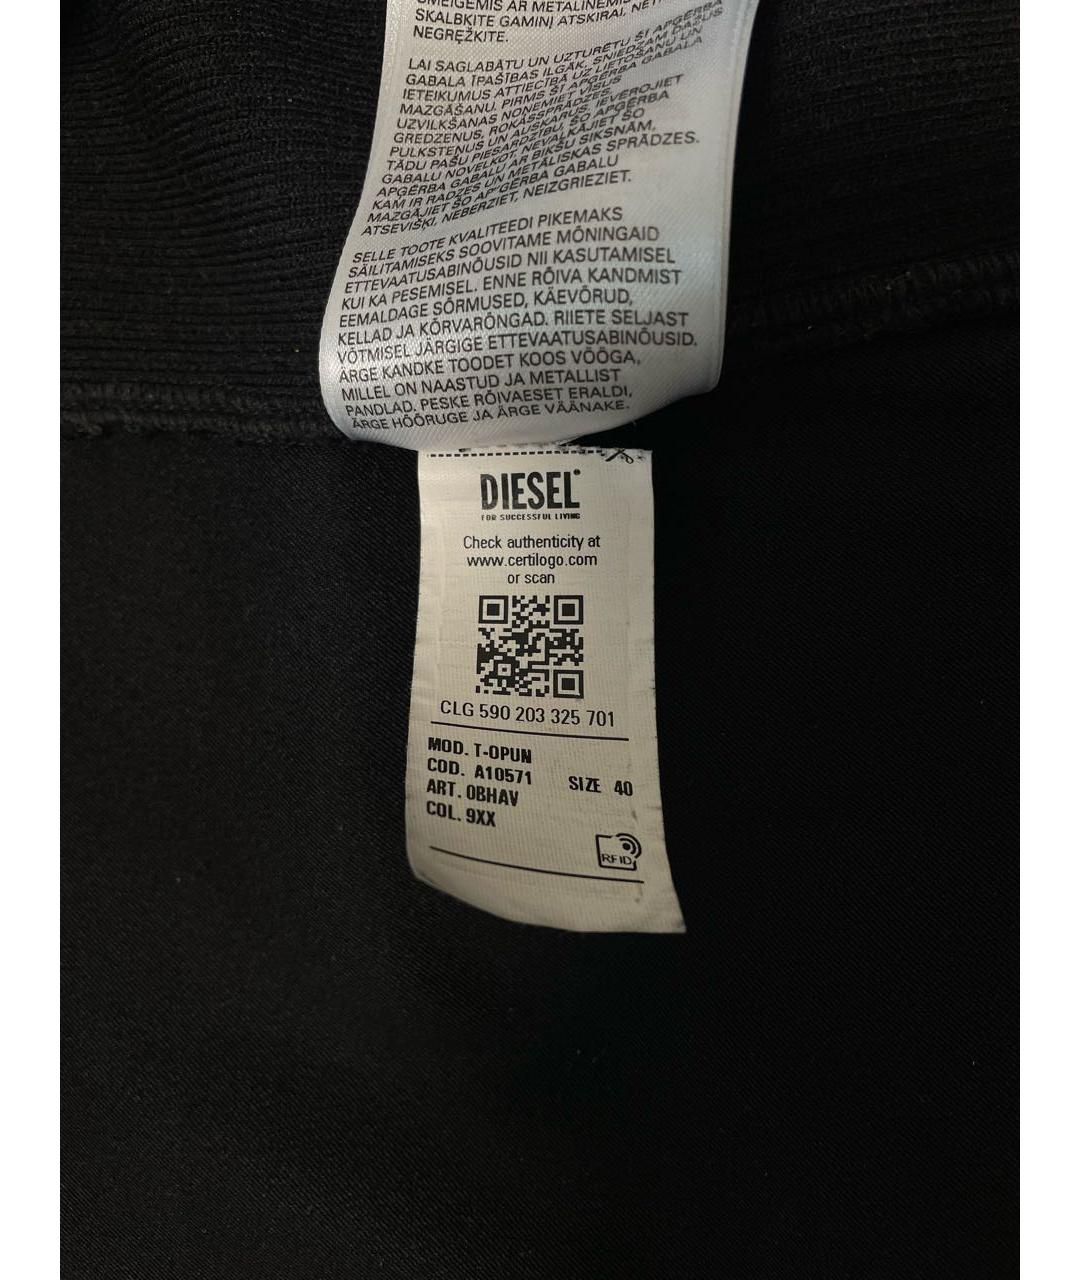 SMEIGĖMIS AR METALINĖMIS
SKALBKITE GAMINĮ ATSKIRAI, NETRINKITE,
NEGRĘŽKITE.
LAI SAGLABĀTU UN UZTURĒTU ŠĪ APĢĒRBA
GABALA ĪPAŠĪBAS ILGĀK, SNIEDZAM DAŽUS
IETEIKUMUS ATTIECĪBĀ UZ LIETOŠANU UN
MAZGĀŠANU. PIRMS ŠĪ APĢĒRBA GABALA
UZVILKŠANAS NOŅEMIET VISUS
GREDZENUS, ROKASSPRĀDZES,
PULKSTEŅUS UN AUSKARUS. IEVĒROJIET
TĀDU PAŠU PIESARDZĪBU, ŠO APĢĒRBA
GABALU NOVELKOT. NEVALKĀJIET ŠO
APĢĒRBA GABALU AR BIKŠU SIKSNĀM,
KAM IR RADZES UN METĀLISKAS SPRĀDZES.
MAZGĀJIET ŠO APĢĒRBA GABALU
ATSEVIŠĶI, NEBERZIET, NEIZGRIEZIET.
SELLE TOOTE KVALITEEDI PIKEMAKS
SÄILITAMISEKS SOOVITAME MÕNINGAID
ETTEVAATUSABINÕUSID NII KASUTAMISEL
KUI KA PESEMISEL. ENNE RÕIVA KANDMIST
EEMALDAGE SÕRMUSED, KÄEVÕRUD,
KELLAD JA KÕRVARÕNGAD. RIIETE SELJAST
VÕTMISEL JÄRGIGE ETTEVAATUSABINÕUSID.
ÄRGE KANDKE TOODET KOOS VÖÖGA,
MILLEL ON NAASTUD JA METALLIST
PANDLAD. PESKE RÕIVAESET ERALDI,
ÄRGE HÕÕRUGE JA ÄRGE VÄÄNAKE.
DIESEL
FOR SUCCESSFUL LIVING
Check authenticity at
www.certilogo.com
or scan
CLG 590 203 325 701
MOD. T-OPUN
COD. A10571 SIZE 40
ART. 0BHAV
COL. 9XX
RFID